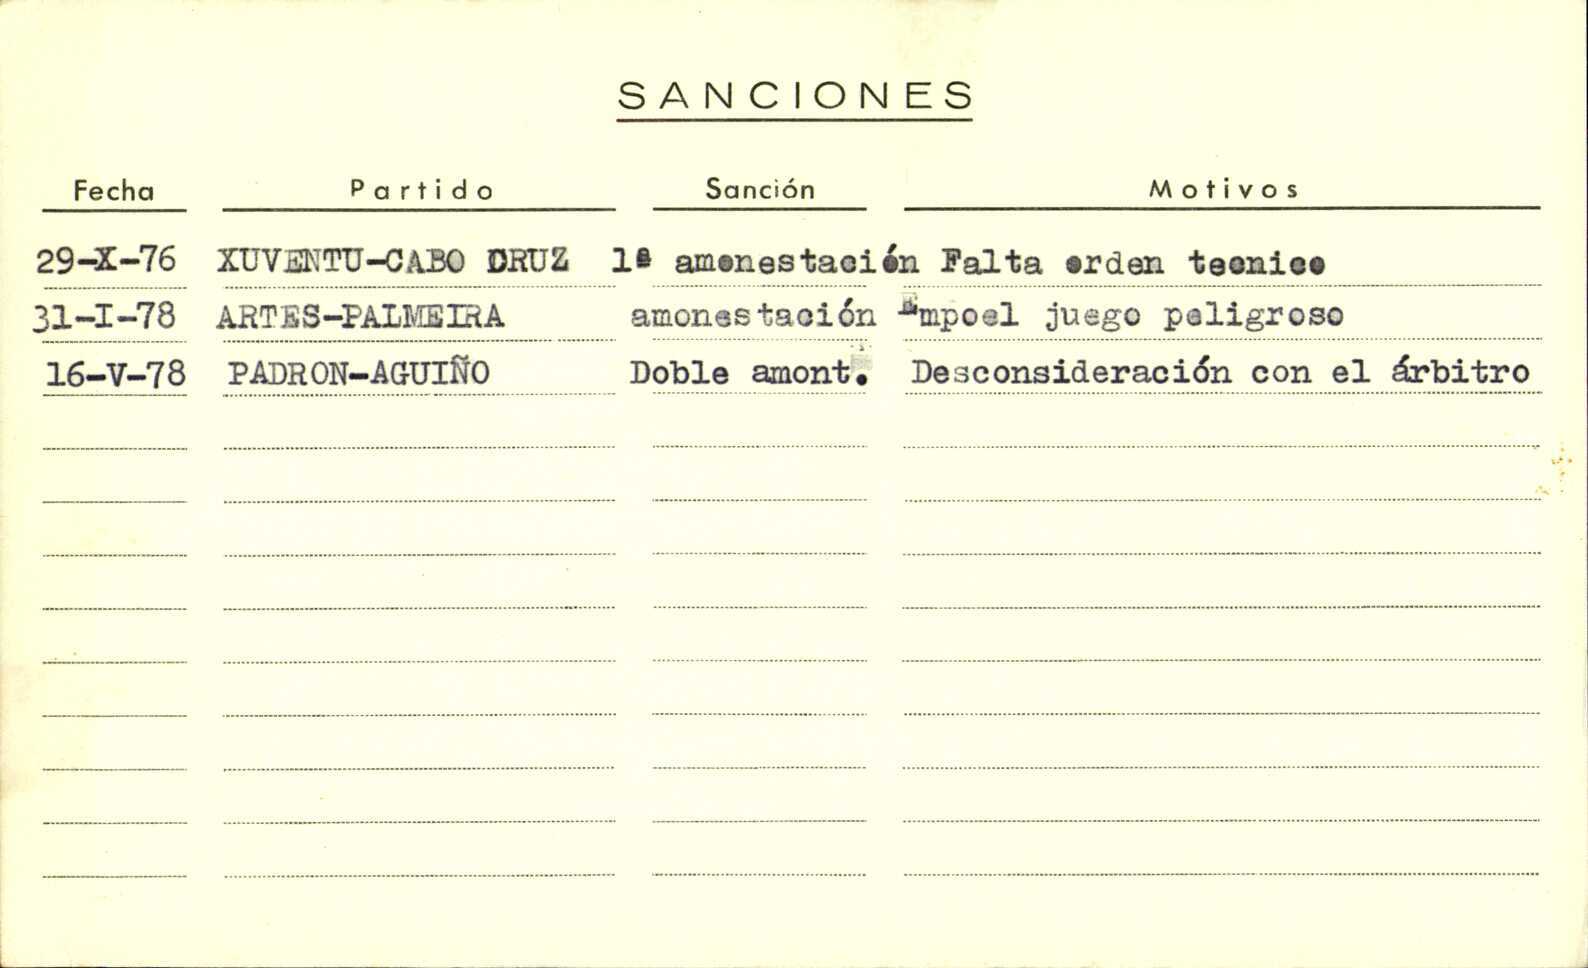 SANCIONES
Fecha Partido Sanción Motivos
29-X-76 XUVENTU-CABO CRUZ 1ª amonestación Falta orden tecnico
31-I-78 ARTES-PALMEIRA amonestación Empoel juego peligroso
16-V-78 PADRON-AGUIÑO Doble amont. Desconsideración con el árbitro